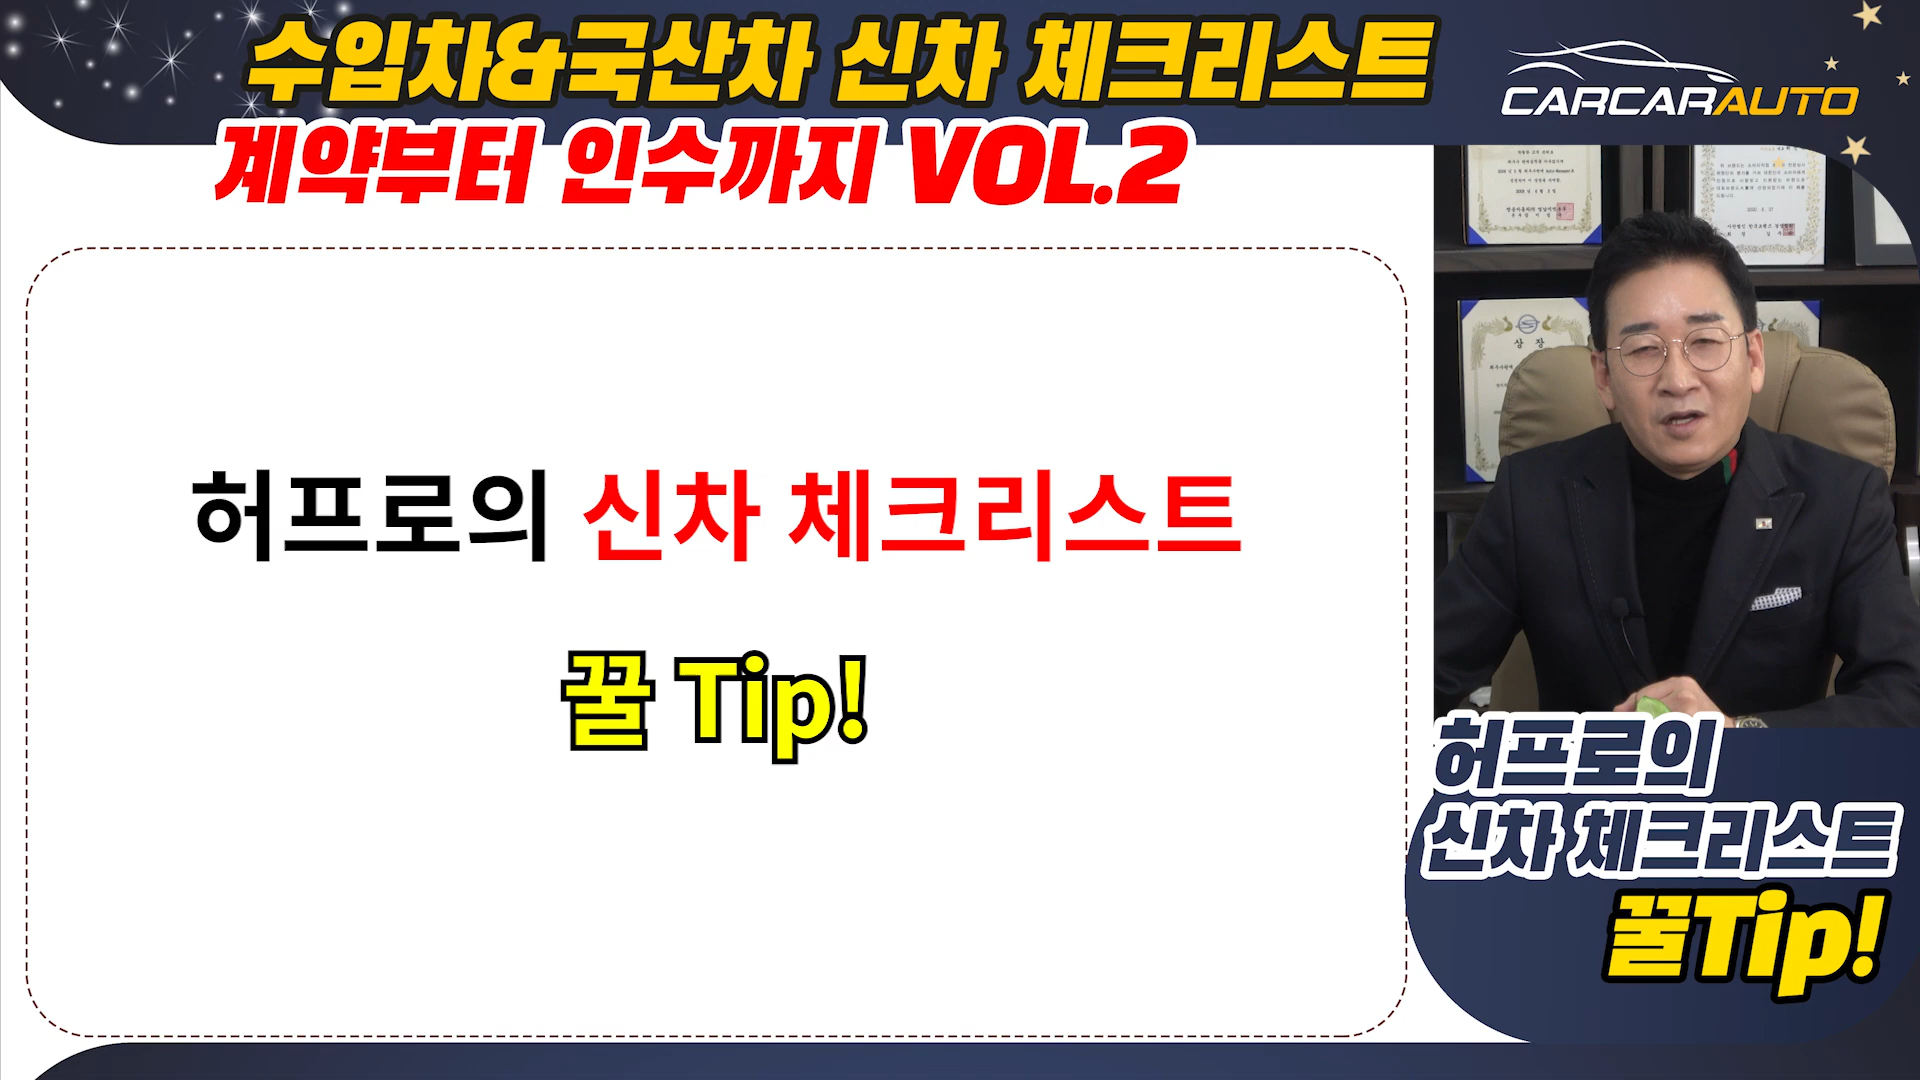 수입차&국산차 신차 체크리스트
계약부터 인수까지 VOL.2
CARCARAUTO
허프로의 신차 체크리스트
꿀 Tip!
상 장
허프로의
신차 체크리스트
꿀Tip!